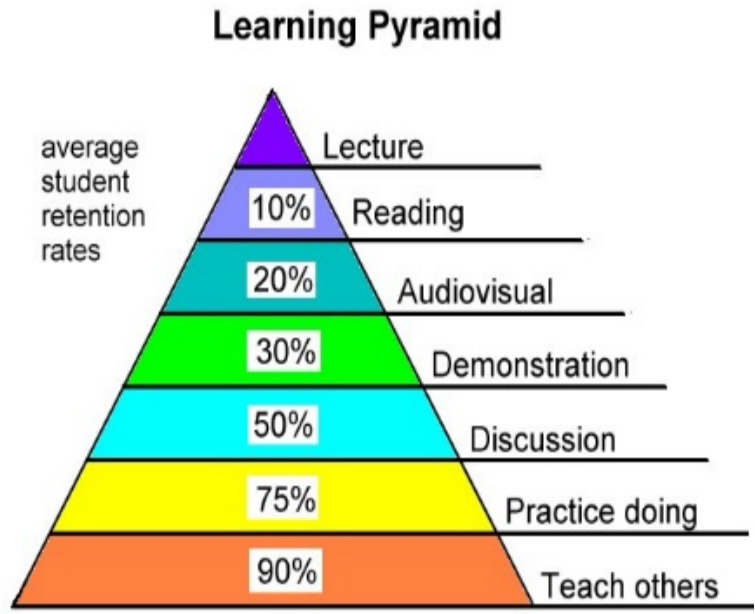 Learning Pyramid
average
student
retention
rates
Lecture
10% Reading
20% Audiovisual
30% Demonstration
50% Discussion
75% Practice doing
90% Teach others